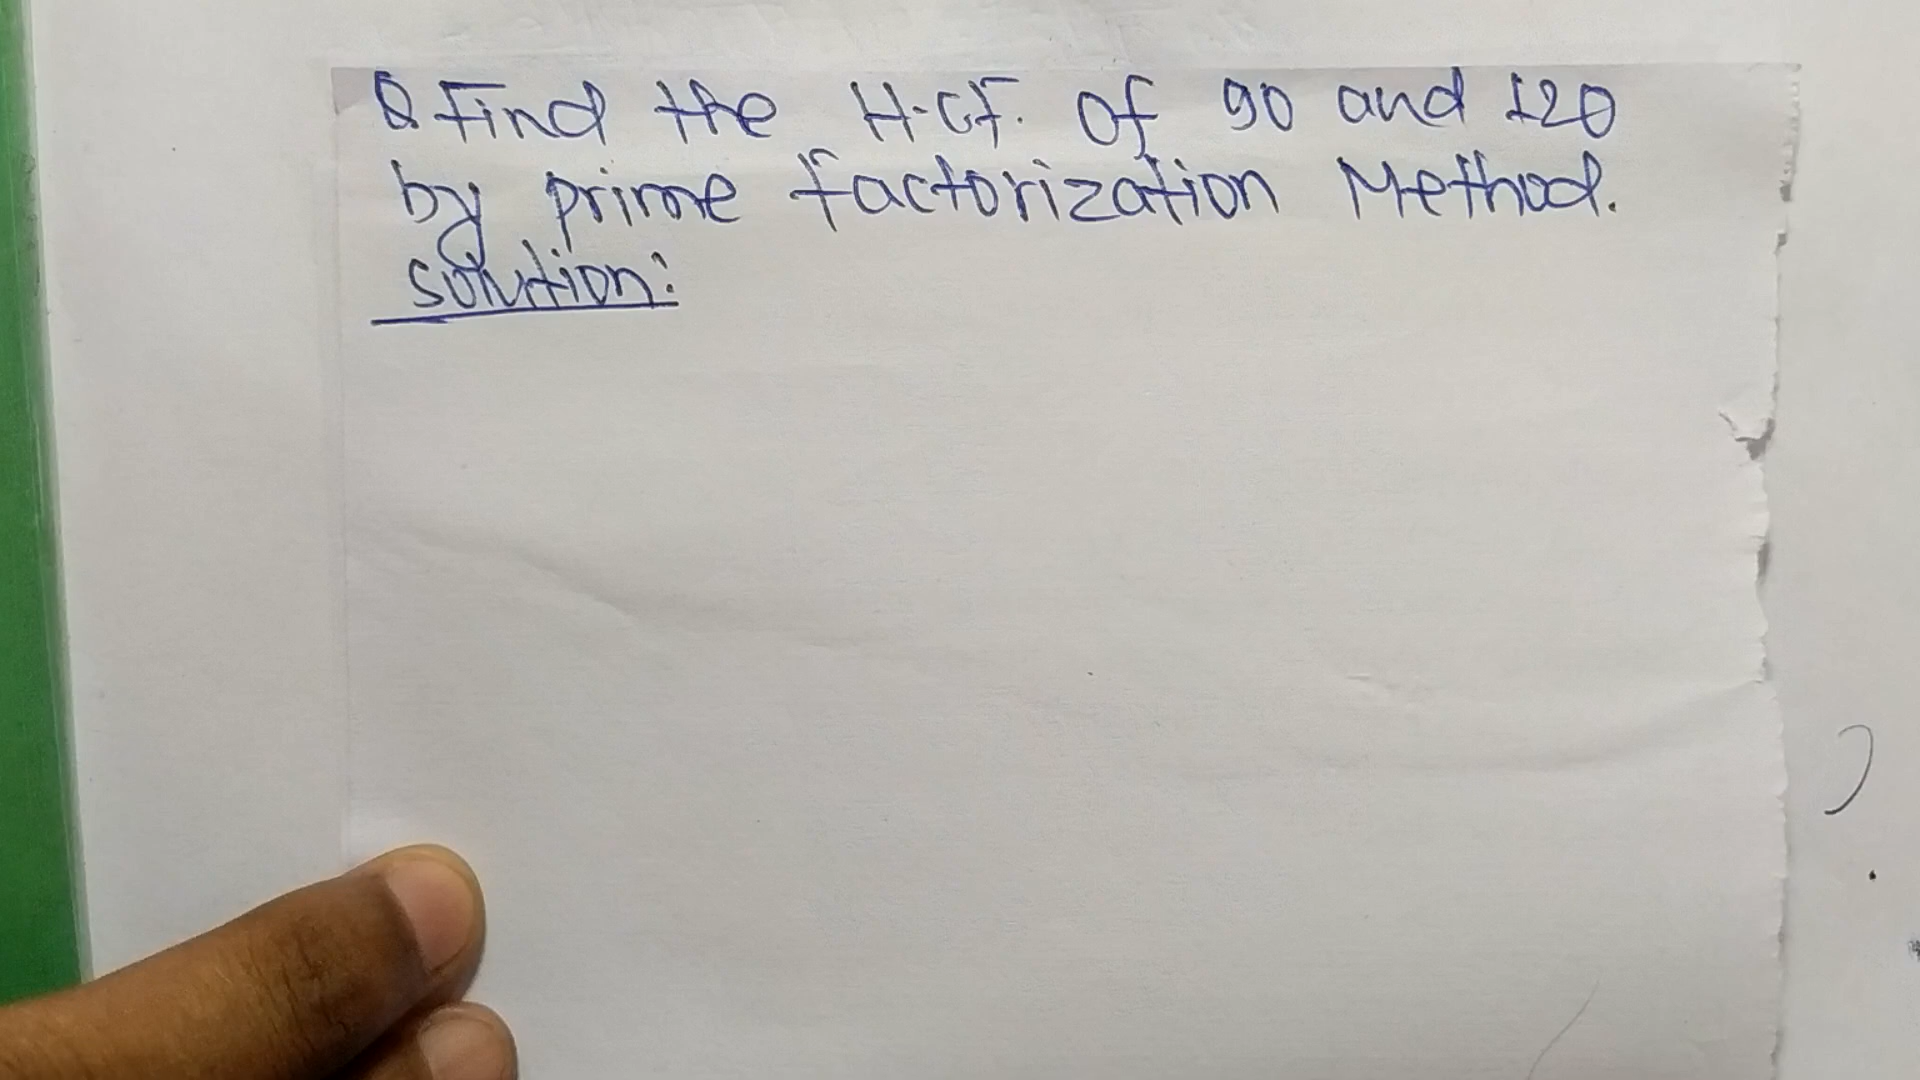 Q Find the H.C.F. Of 90 and 120
by prime factorization Method.
solution: